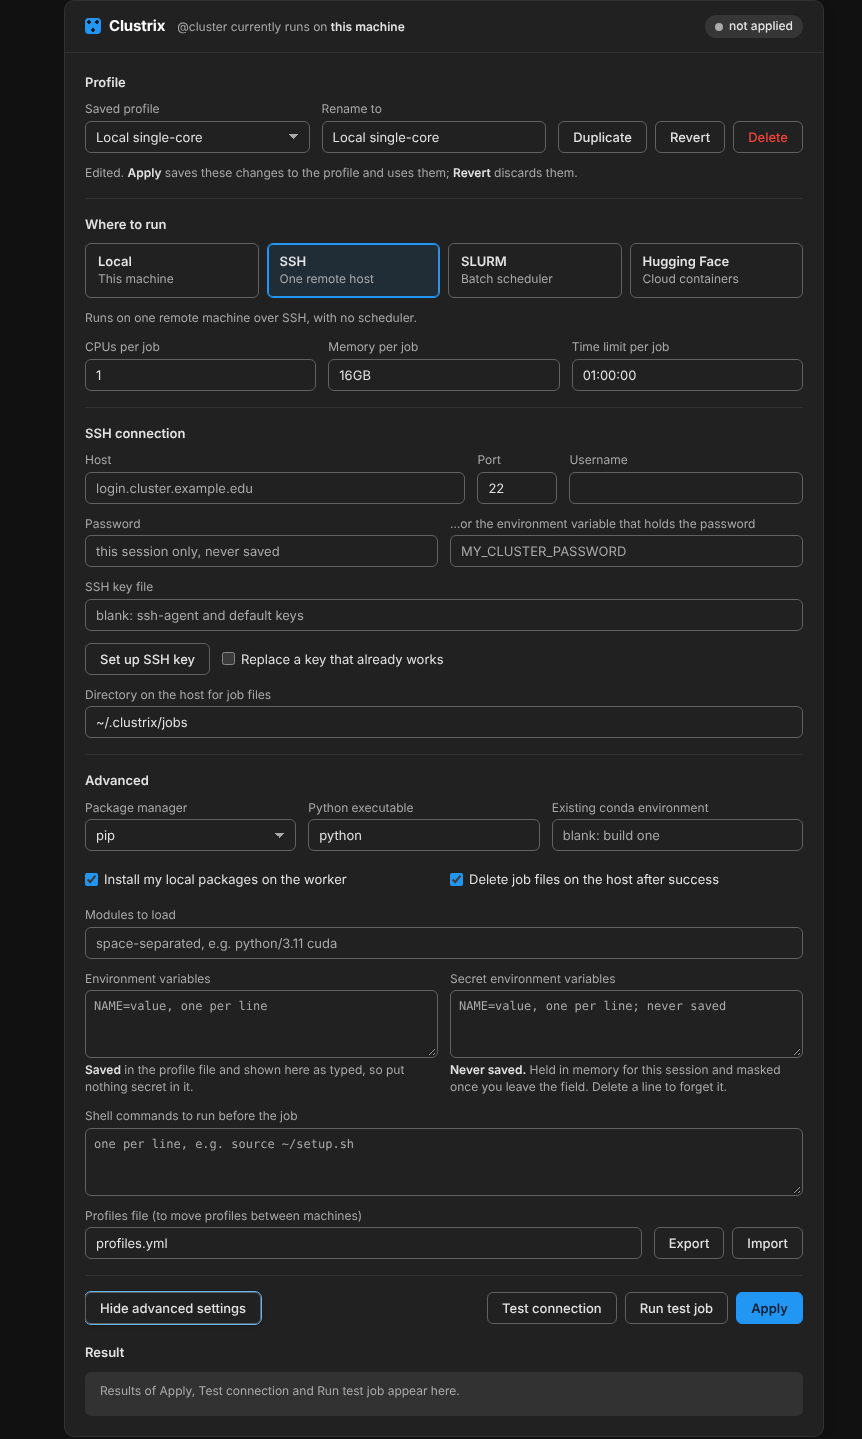 Clustrix @cluster currently runs on this machine not applied
Profile
Saved profile Rename to
Local single-core Local single-core Duplicate Revert Delete
Edited. Apply saves these changes to the profile and uses them; Revert discards them.
Where to run
Local SSH SLURM Hugging Face
This machine One remote host Batch scheduler Cloud containers
Runs on one remote machine over SSH, with no scheduler.
CPUs per job Memory per job Time limit per job
1 16GB 01:00:00
SSH connection
Host Port Username
login.cluster.example.edu 22
Password ...or the environment variable that holds the password
this session only, never saved MY_CLUSTER_PASSWORD
SSH key file
blank: ssh-agent and default keys
Set up SSH key Replace a key that already works
Directory on the host for job files
~/.clustrix/jobs
Advanced
Package manager Python executable Existing conda environment
pip python blank: build one
Install my local packages on the worker Delete job files on the host after success
Modules to load
space-separated, e.g. python/3.11 cuda
Environment variables Secret environment variables
NAME=value, one per line NAME=value, one per line; never saved
Saved in the profile file and shown here as typed, so put Never saved. Held in memory for this session and masked
nothing secret in it. once you leave the field. Delete a line to forget it.
Shell commands to run before the job
one per line, e.g. source ~/setup.sh
Profiles file (to move profiles between machines)
profiles.yml Export Import
Hide advanced settings Test connection Run test job Apply
Result
Results of Apply, Test connection and Run test job appear here.